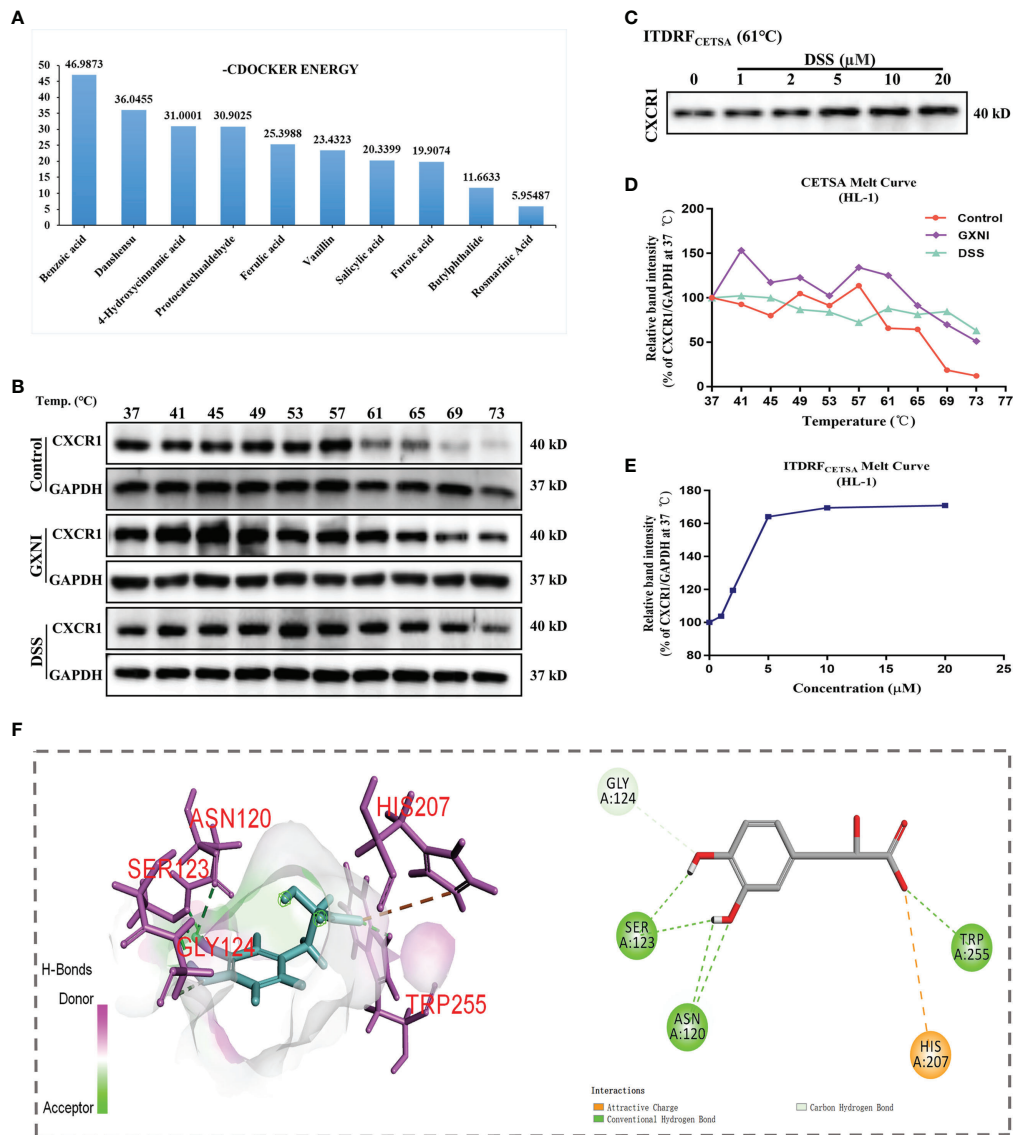 A
-CDOCKER ENERGY
50
45
40
35
30
25
20
15
10
5
0
46.9873
36.0455
31.0001
30.9025
25.3988
23.4323
20.3399
19.9074
11.6633
5.95487
Benzoic acid
Danshensu
4-Hydroxycinnamic acid
Protocatechualdehyde
Ferulic acid
Vanillin
Salicylic acid
Furoic acid
Butylphthalide
Rosmarinic Acid
B
Temp. (°C)
37 41 45 49 53 57 61 65 69 73
Control
CXCR1 40 kD
GAPDH 37 kD
GXNI
CXCR1 40 kD
GAPDH 37 kD
DSS
CXCR1 40 kD
GAPDH 37 kD
C
ITDRFCETSA (61°C)
DSS (μM)
0 1 2 5 10 20
CXCR1
40 kD
D
CETSA Melt Curve
(HL-1)
Control
GXNI
DSS
Relative band intensity
(% of CXCR1/GAPDH at 37 °C)
200
150
100
50
0
37 41 45 49 53 57 61 65 69 73 77
Temperature (℃)
E
ITDRFCETSA Melt Curve
(HL-1)
Relative band intensity
(% of CXCR1/GAPDH at 37 ℃)
180
160
140
120
100
80
0 5 10 15 20 25
Concentration (μM)
F
ASN120
SER123
GLY124
HIS207
TRP255
H-Bonds
Donor
Acceptor
GLY
A:124
SER
A:123
ASN
A:120
TRP
A:255
HIS
A:207
Interactions
Attractive Charge
Conventional Hydrogen Bond
Carbon Hydrogen Bond